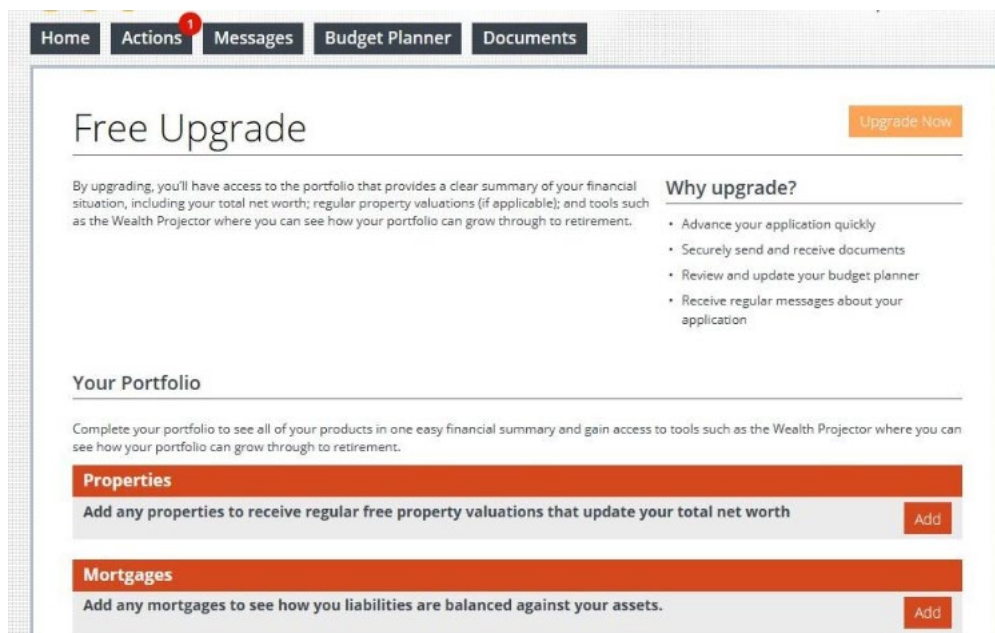 Home Actions 1 Messages Budget Planner Documents
Free Upgrade
Upgrade Now
By upgrading, you'll have access to the portfolio that provides a clear summary of your financial
situation, including your total net worth; regular property valuations (if applicable); and tools such
as the Wealth Projector where you can see how your portfolio can grow through to retirement.
Why upgrade?
• Advance your application quickly
• Securely send and receive documents
• Review and update your budget planner
• Receive regular messages about your
application
Your Portfolio
Complete your portfolio to see all of your products in one easy financial summary and gain access to tools such as the Wealth Projector where you can
see how your portfolio can grow through to retirement.
Properties
Add any properties to receive regular free property valuations that update your total net worth
Add
Mortgages
Add any mortgages to see how you liabilities are balanced against your assets.
Add